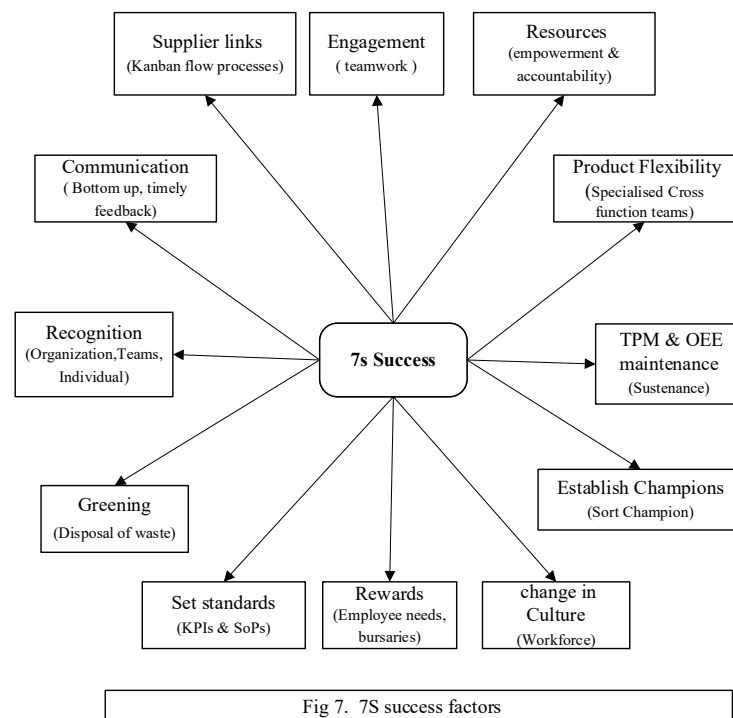 Supplier links
(Kanban flow processes)
Engagement
( teamwork )
Resources
(empowerment &
accountability)
Communication
( Bottom up, timely
feedback)
Product Flexibility
(Specialised Cross
function teams)
Recognition
(Organization,Teams,
Individual)
7s Success
TPM & OEE
maintenance
(Sustenance)
Greening
(Disposal of waste)
Establish Champions
(Sort Champion)
Set standards
(KPIs & SoPs)
Rewards
(Employee needs,
bursaries)
change in
Culture
(Workforce)
Fig 7. 7S success factors